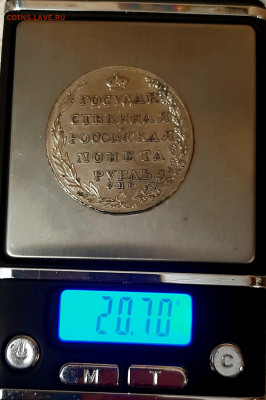 COINS.LAVE.RU
ГОСУДАР
СТВЕННАЯ
РОССІЙСКАЯ
МОНЕТА
РУБЛЬ
С П Б
20.70
M
T
C